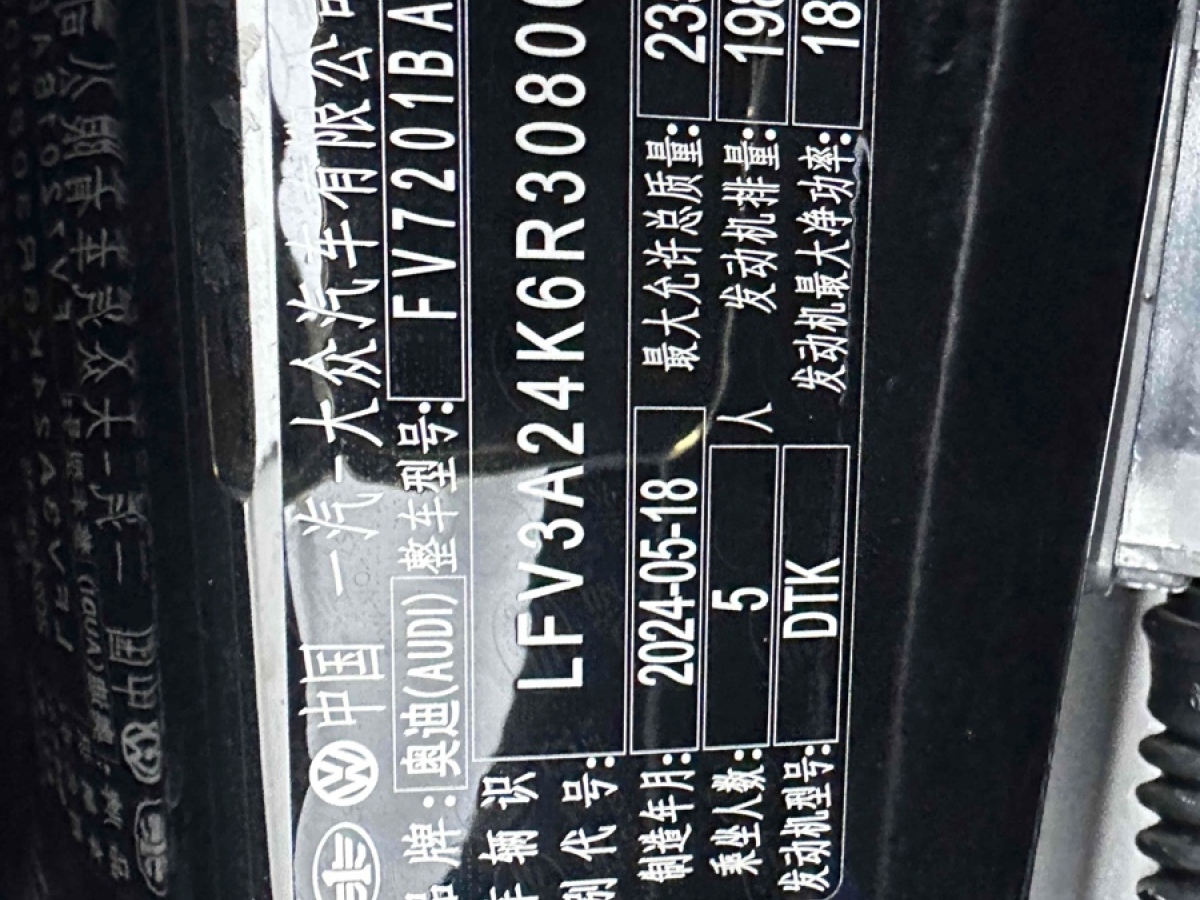 中国 一汽-大众汽车有限公司
品牌: 奥迪(AUDI) 整车型号: FV7201BA
车辆识别代号: LFV3A24K6R3080
制造年月: 2024-05-18 最大允许总质量: 23
乘坐人数: 5 人 发动机排量: 198
发动机型号: DTK 发动机最大净功率: 18